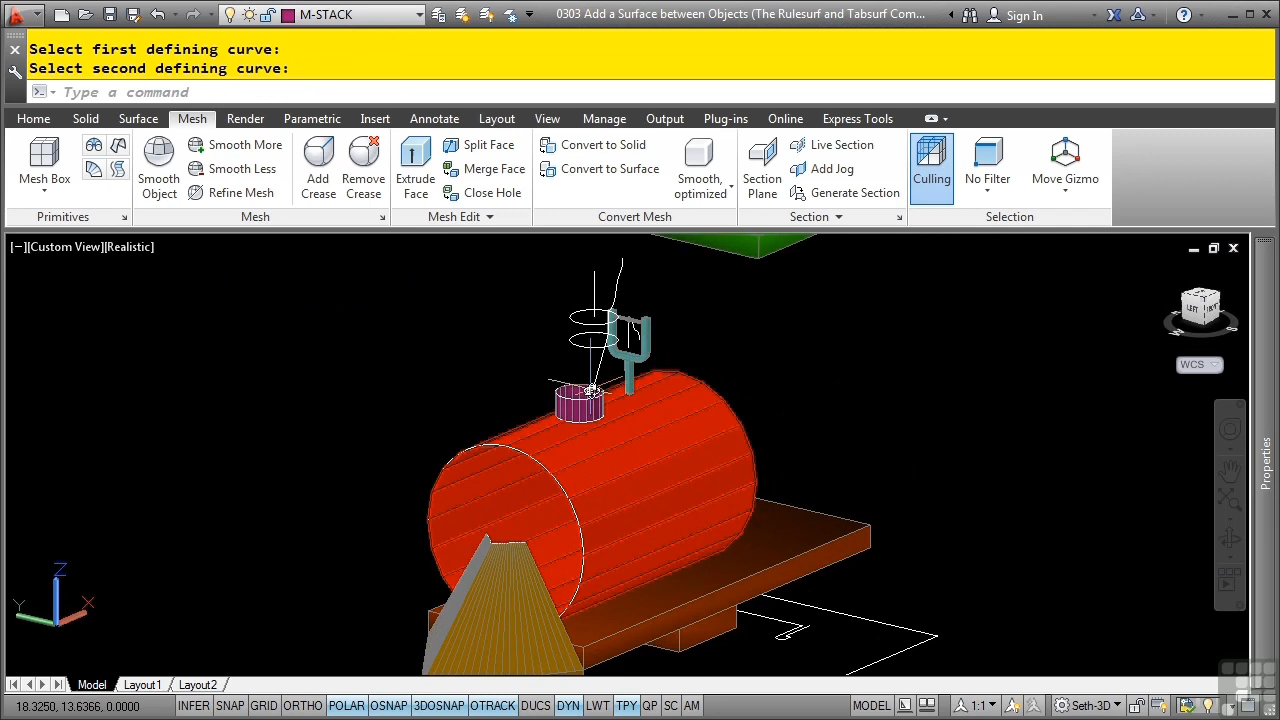 M-STACK
0303 Add a Surface between Objects (The Rulesurf and Tabsurf Com...
Sign In
Select first defining curve:
Select second defining curve:
Type a command
Home Solid Surface Mesh Render Parametric Insert Annotate Layout View Manage Output Plug-ins Online Express Tools
Mesh Box
Smooth Object
Smooth More
Smooth Less
Refine Mesh
Add Crease
Remove Crease
Extrude Face
Split Face
Merge Face
Close Hole
Convert to Solid
Convert to Surface
Smooth, optimized
Section Plane
Live Section
Add Jog
Generate Section
Culling
No Filter
Move Gizmo
Primitives Mesh Mesh Edit Convert Mesh Section Selection
[−][Custom View][Realistic]
LEFT
W
S
WCS
Properties
Z
Y
X
Model Layout1 Layout2
18.3250, 13.6366, 0.0000 INFER SNAP GRID ORTHO POLAR OSNAP 3DOSNAP OTRACK DUCS DYN LWT TPY QP SC AM MODEL 1:1 Seth-3D